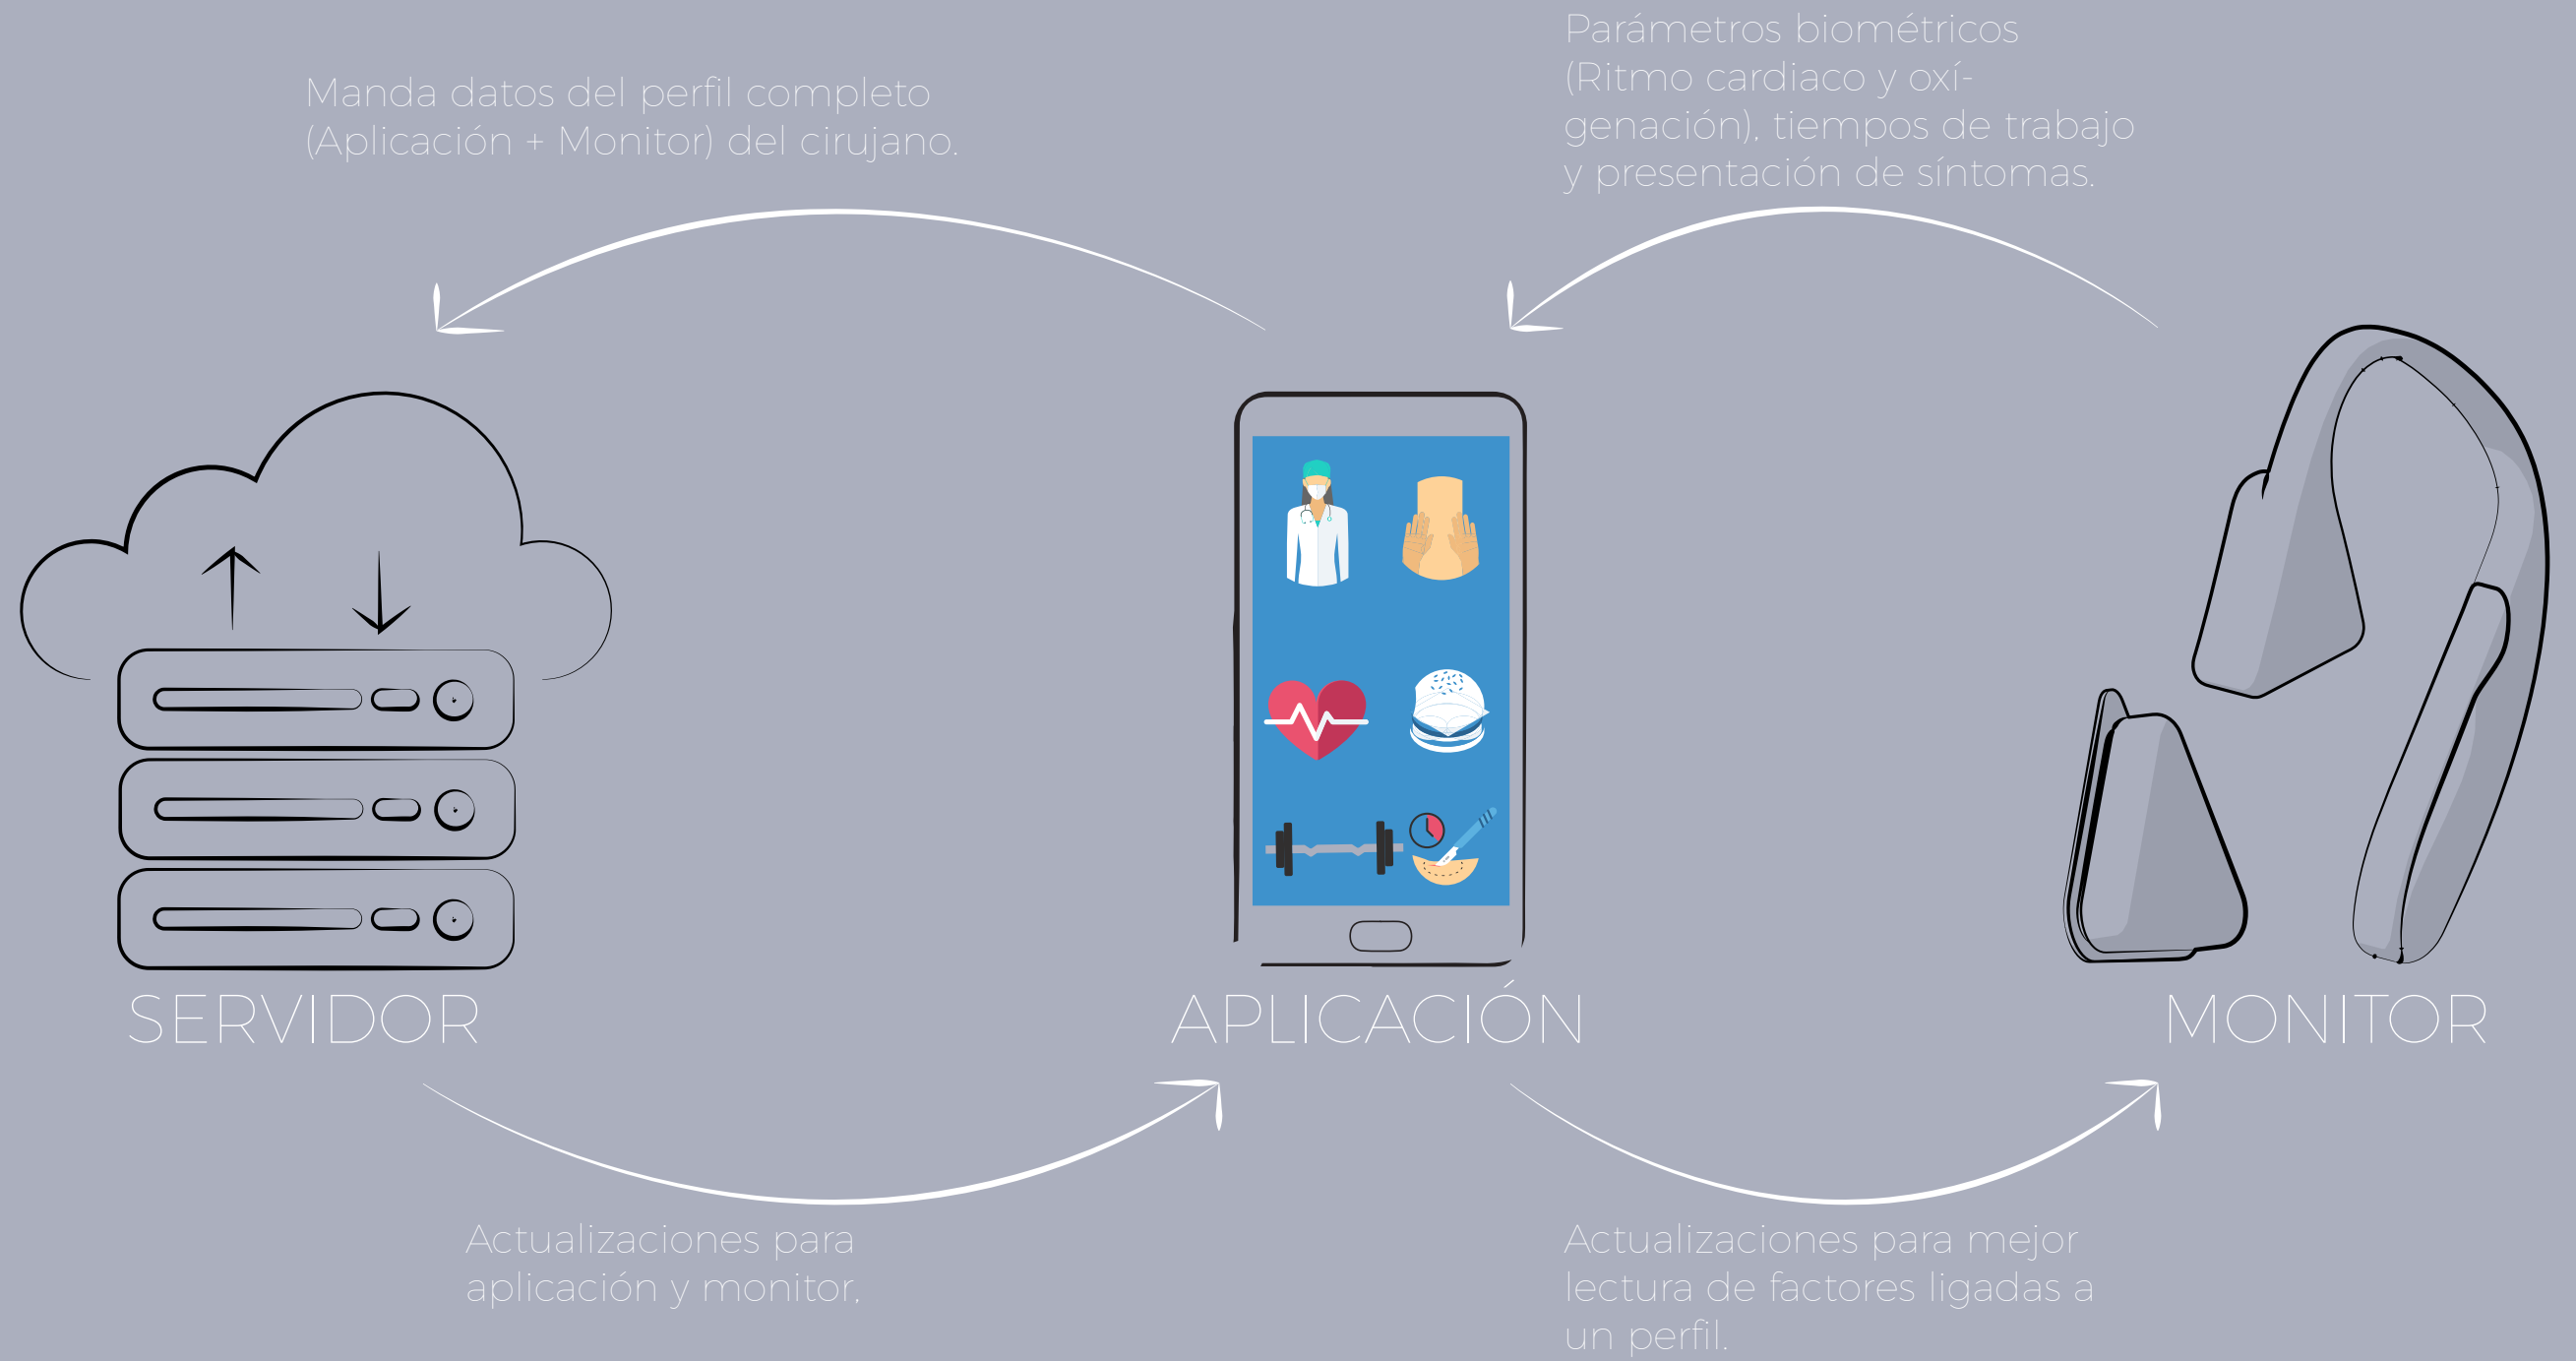 Manda datos del perfil completo
(Aplicación + Monitor) del cirujano.
Parámetros biométricos
(Ritmo cardiaco y oxí-
genación), tiempos de trabajo
y presentación de síntomas.
SERVIDOR
APLICACIÓN
MONITOR
Actualizaciones para
aplicación y monitor,
Actualizaciones para mejor
lectura de factores ligadas a
un perfil.